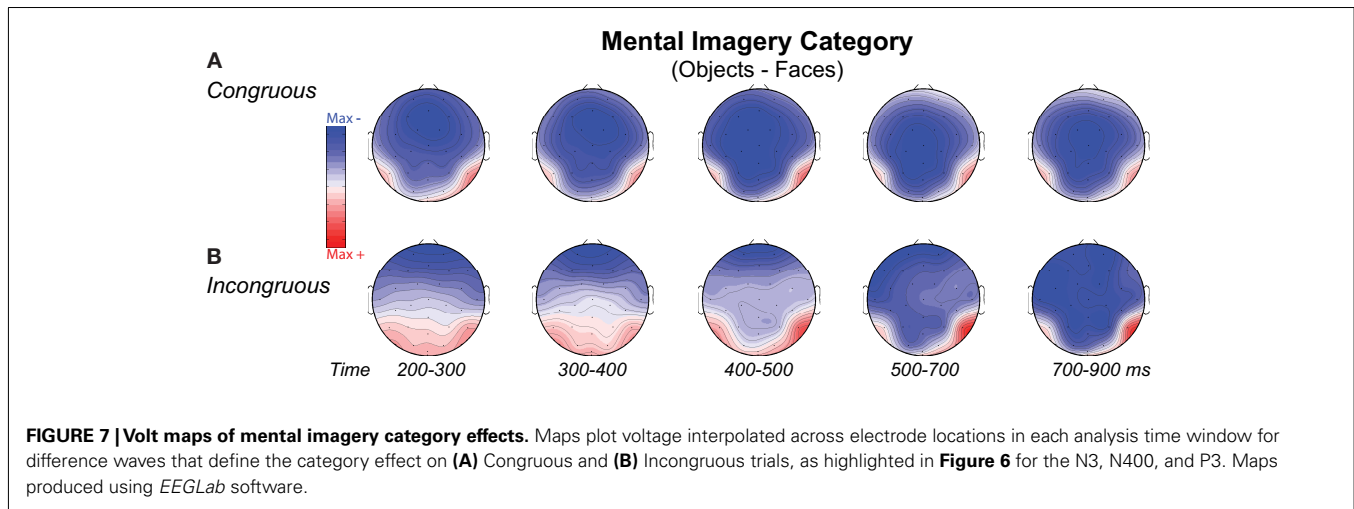 Mental Imagery Category
(Objects - Faces)
A
Congruous
Max -
Max +
B
Incongruous
Time 200-300 300-400 400-500 500-700 700-900 ms
FIGURE 7 | Volt maps of mental imagery category effects. Maps plot voltage interpolated across electrode locations in each analysis time window for
difference waves that define the category effect on (A) Congruous and (B) Incongruous trials, as highlighted in Figure 6 for the N3, N400, and P3. Maps
produced using EEGLab software.